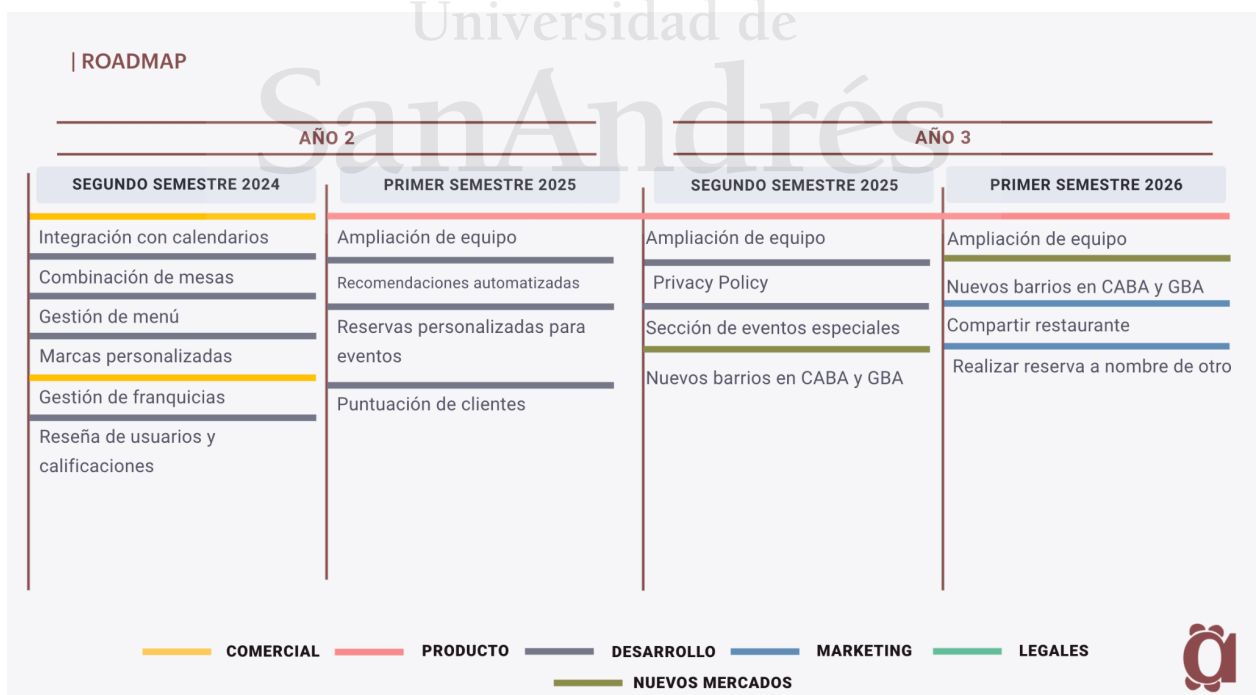 Universidad de
SanAndrés
| ROADMAP
AÑO 2
AÑO 3
SEGUNDO SEMESTRE 2024
PRIMER SEMESTRE 2025
SEGUNDO SEMESTRE 2025
PRIMER SEMESTRE 2026
Integración con calendarios
Combinación de mesas
Gestión de menú
Marcas personalizadas
Gestión de franquicias
Reseña de usuarios y
calificaciones
Ampliación de equipo
Recomendaciones automatizadas
Reservas personalizadas para
eventos
Puntuación de clientes
Ampliación de equipo
Privacy Policy
Sección de eventos especiales
Nuevos barrios en CABA y GBA
Ampliación de equipo
Nuevos barrios en CABA y GBA
Compartir restaurante
Realizar reserva a nombre de otro
COMERCIAL
PRODUCTO
DESARROLLO
MARKETING
LEGALES
NUEVOS MERCADOS
a